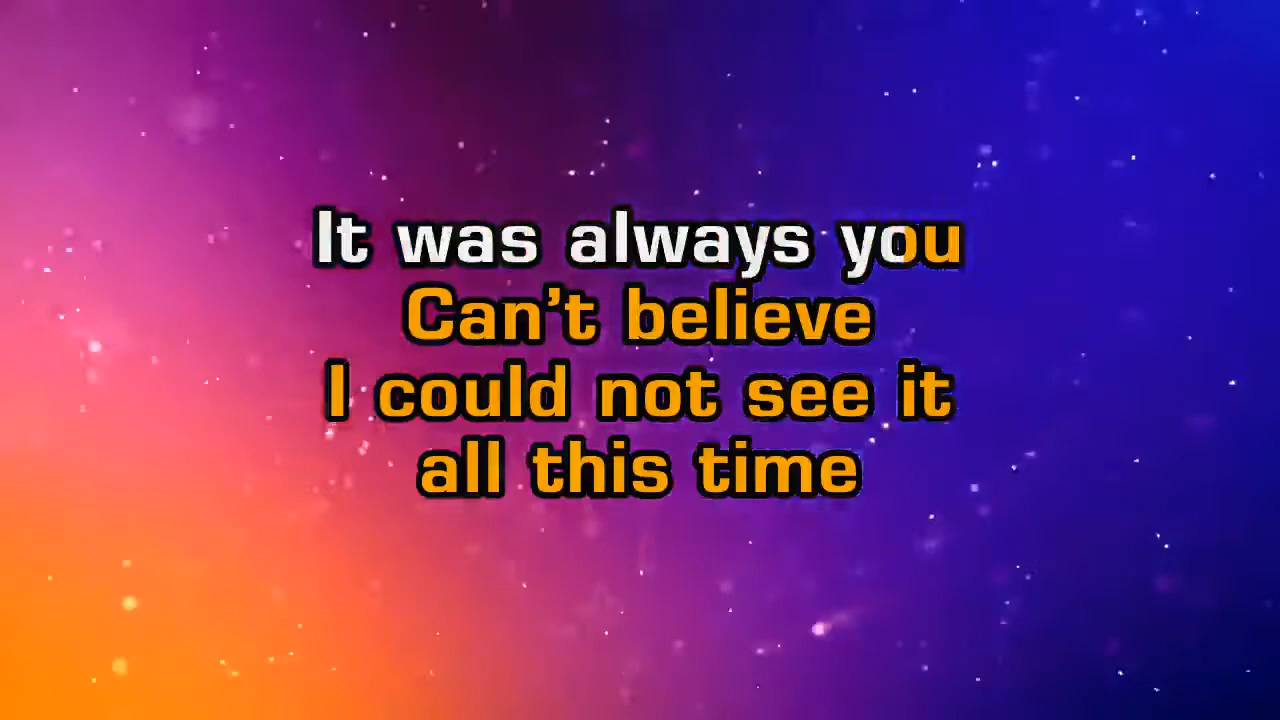 It was always you
Can’t believe
I could not see it
all this time